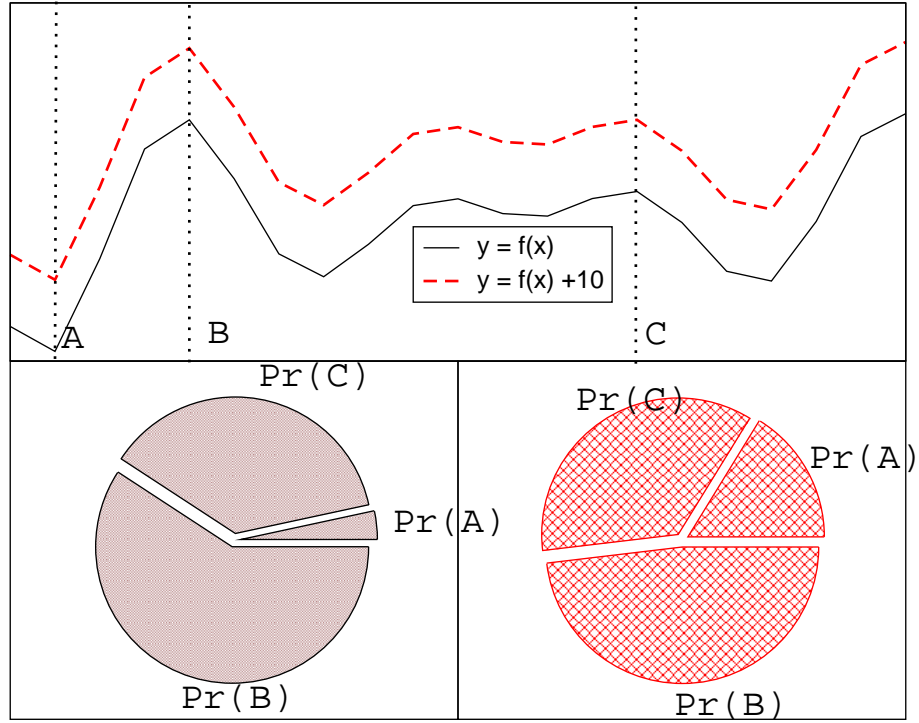 y = f(x)
y = f(x) +10
A
B
C
Pr(C)
Pr(A)
Pr(B)
Pr(C)
Pr(A)
Pr(B)